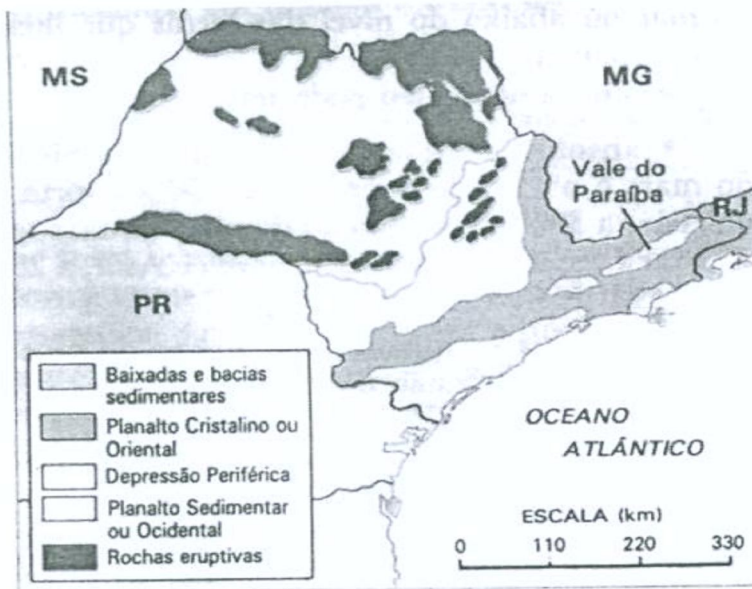 MS
MG
Vale do
Paraíba
RJ
PR
Baixadas e bacias
sedimentares
Planalto Cristalino ou
Oriental
Depressão Periférica
Planalto Sedimentar
ou Ocidental
Rochas eruptivas
OCEANO
ATLÂNTICO
ESCALA (km)
0 110 220 330